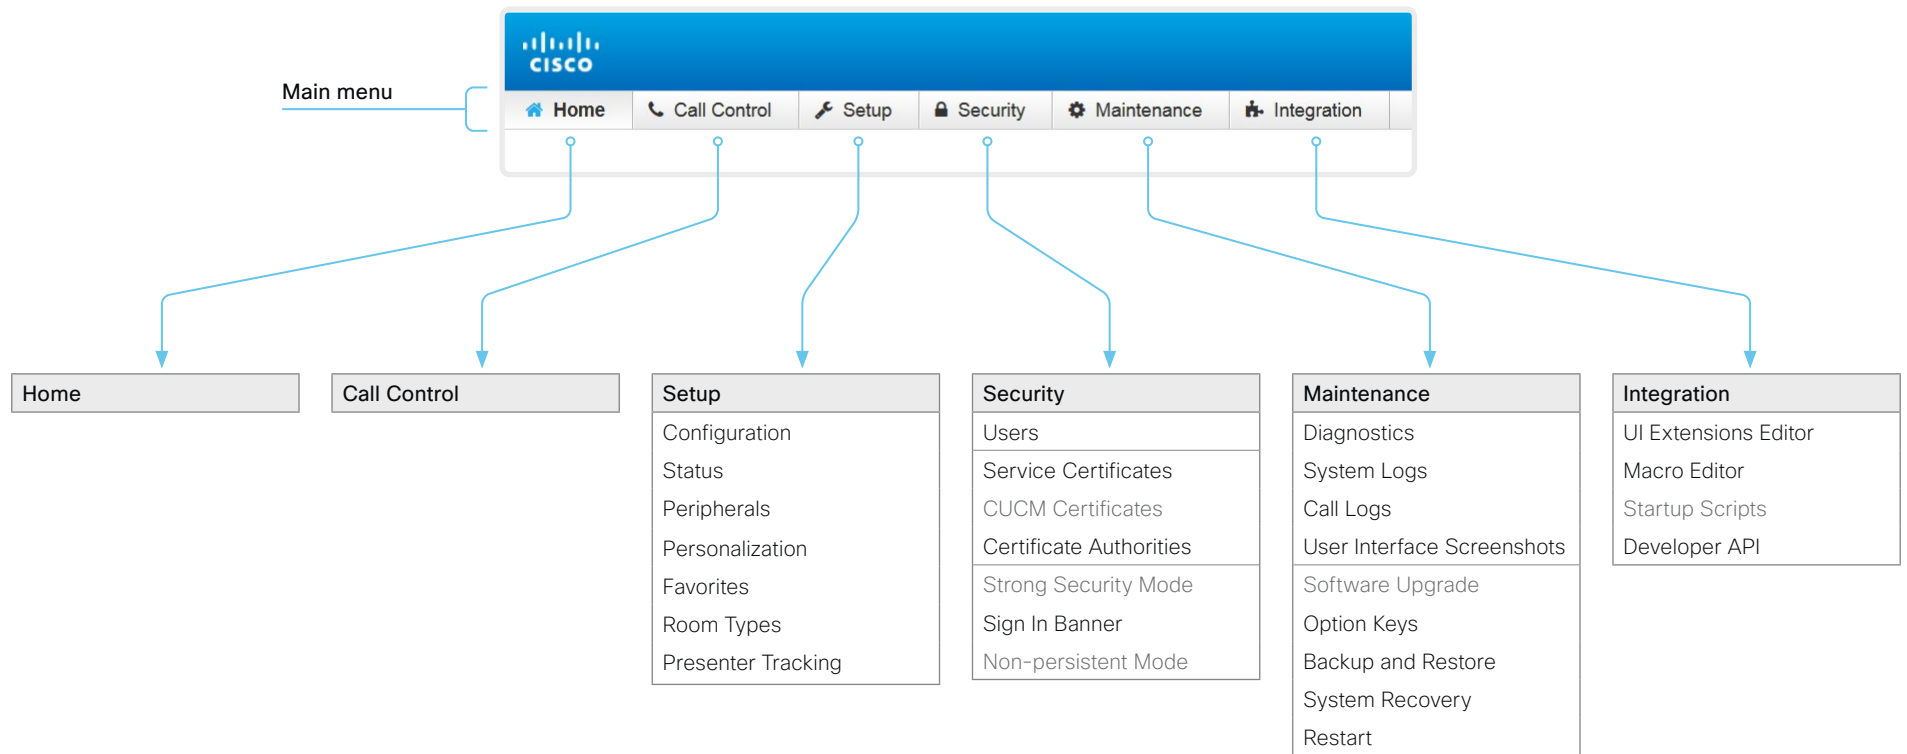 CISCO
Main menu
Home
Call Control
Setup
Security
Maintenance
Integration
Home
Call Control
Setup
Configuration
Status
Peripherals
Personalization
Favorites
Room Types
Presenter Tracking
Security
Users
Service Certificates
CUCM Certificates
Certificate Authorities
Strong Security Mode
Sign In Banner
Non-persistent Mode
Maintenance
Diagnostics
System Logs
Call Logs
User Interface Screenshots
Software Upgrade
Option Keys
Backup and Restore
System Recovery
Restart
Integration
UI Extensions Editor
Macro Editor
Startup Scripts
Developer API